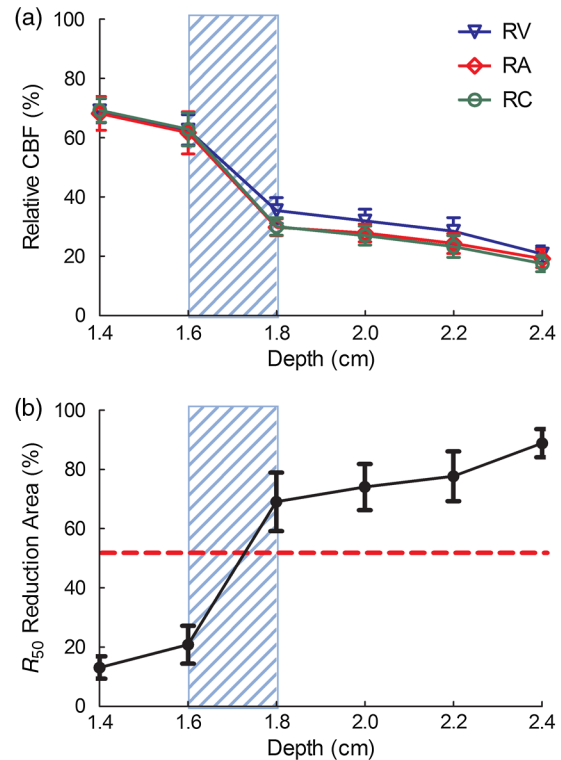 (a)
100
80
60
40
20
0
Relative CBF (%)
RV
RA
RC
1.4 1.6 1.8 2.0 2.2 2.4
Depth (cm)
(b)
100
80
60
40
20
0
R50 Reduction Area (%)
1.4 1.6 1.8 2.0 2.2 2.4
Depth (cm)